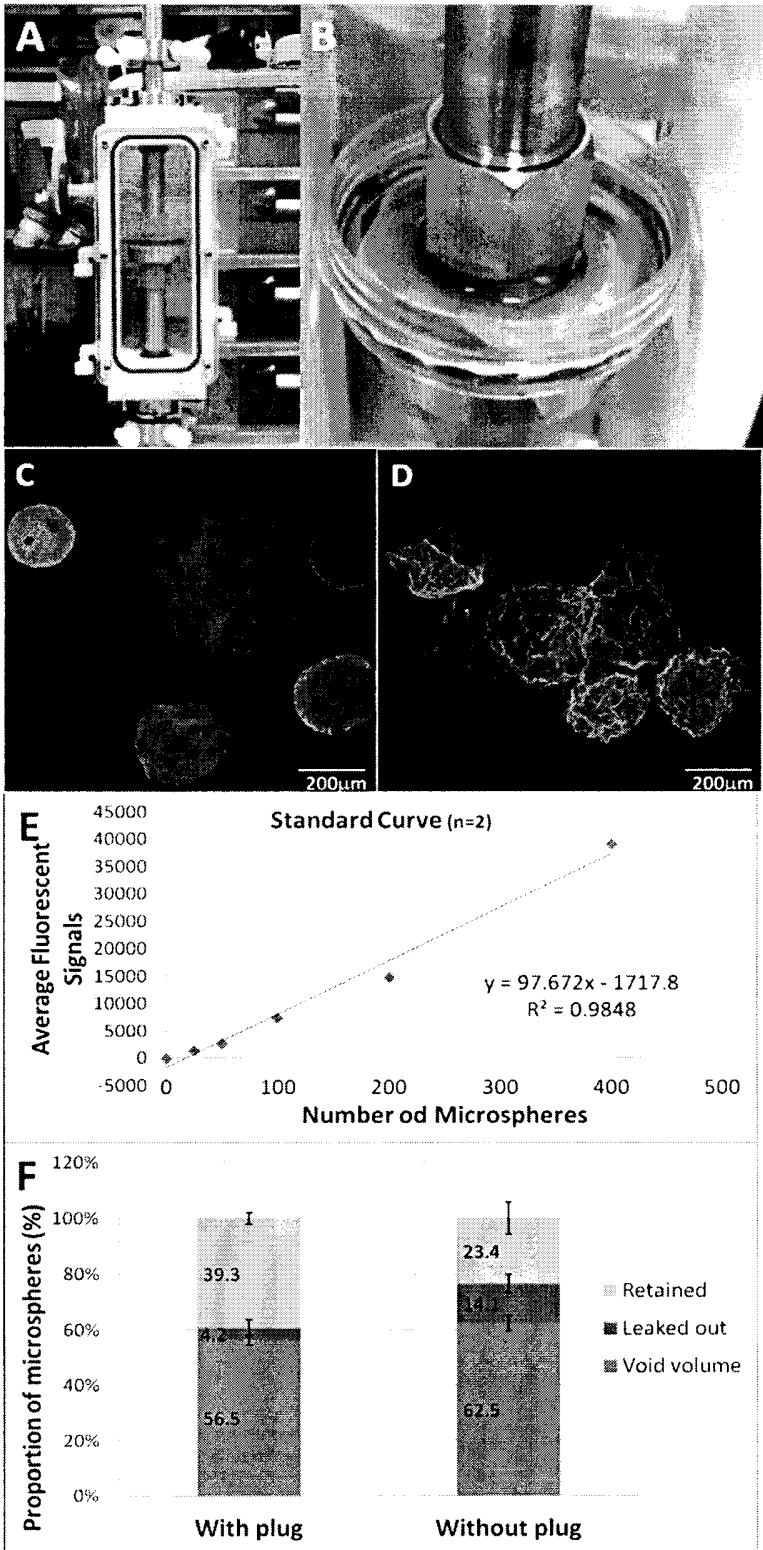 A
B
C
D
200µm
200µm
E
Standard Curve (n=2)
45000
40000
35000
30000
25000
20000
15000
10000
5000
0
-5000
Average Fluorescent
Signals
y = 97.672x - 1717.8
R² = 0.9848
0
100
200
300
400
500
Number od Microspheres
F
120%
100%
80%
60%
40%
20%
0%
Proportion of microspheres (%)
39.3
4.2
56.5
23.4
14.1
62.5
Retained
Leaked out
Void volume
With plug
Without plug